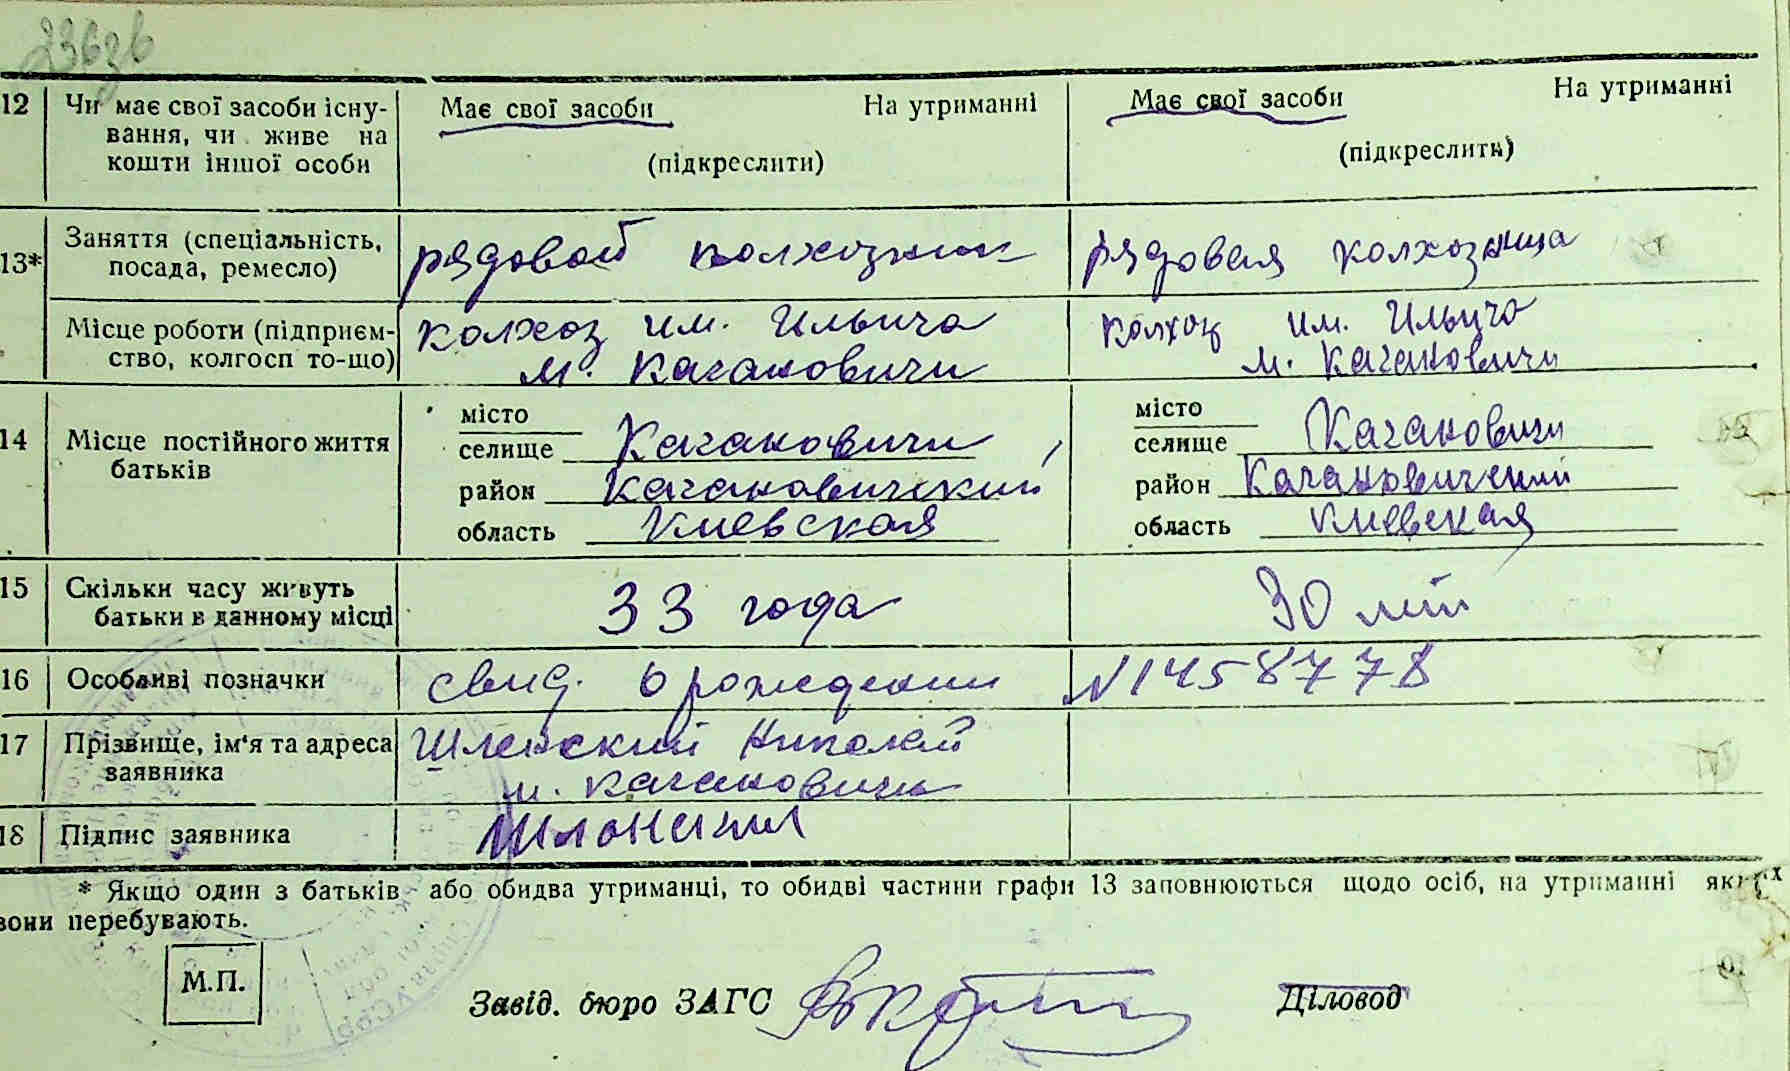 12 Чи має свої засоби існу- Має свої засоби На утриманні Має свої засоби На утриманні
вання, чи живе на
кошти іншої особи (підкреслити) (підкреслити)
13* Заняття (спеціальність, рядовой колхозник рядовая колхозница
посада, ремесло)
Місце роботи (підприєм- колхоз им. Ильича колхоз им. Ильича
ство, колгосп то-що) м. Кагановичи м. Кагановичи
14 Місце постійного життя батьків місто місто
селище Кагановичи селище Кагановичи
район Кагановичский район Кагановичский
область Киевская область Киевская
15 Скільки часу живуть 33 года 30 лет
батьки в данному місці
16 Особливі позначки свид. о рождении N1458778
17 Прізвище, ім'я та адреса Николай
заявника м. Кагановичи
18 Підпис заявника
* Якщо один з батьків або обидва утриманці, то обидві частини графи 13 заповнюються щодо осіб, на утриманні яких
вони перебувають.
М.П.
Завід. бюро ЗАГС Діловод